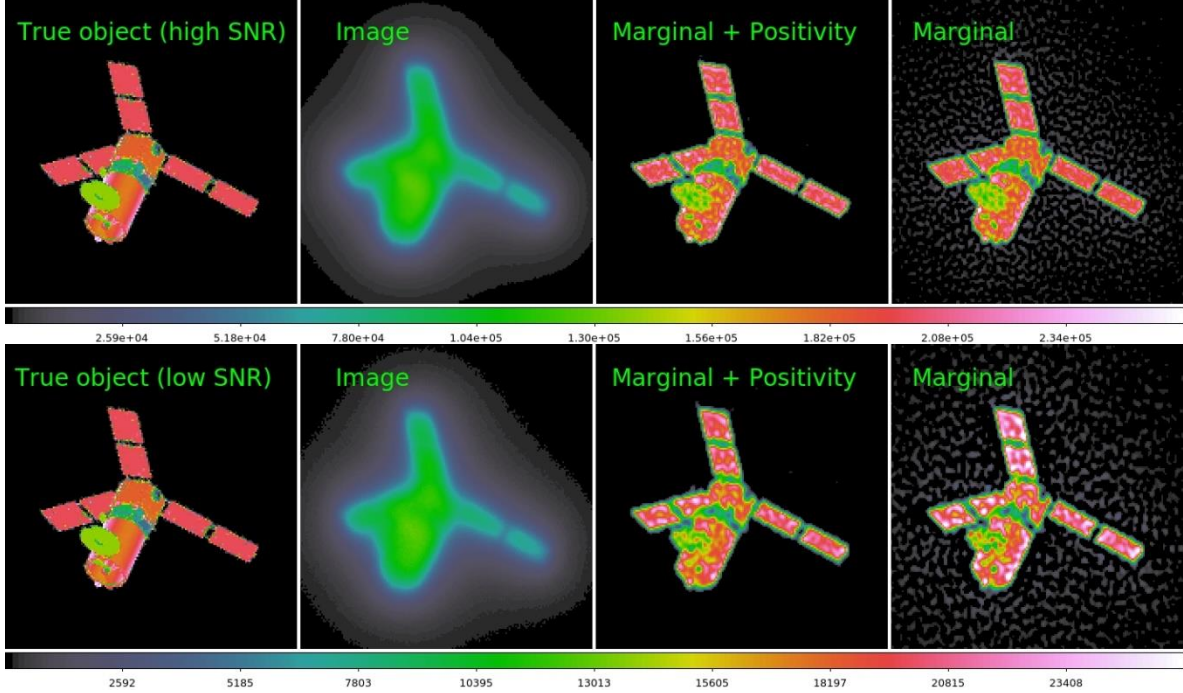 True object (high SNR) Image Marginal + Positivity Marginal
2.59e+04 5.18e+04 7.80e+04 1.04e+05 1.30e+05 1.56e+05 1.82e+05 2.08e+05 2.34e+05
True object (low SNR) Image Marginal + Positivity Marginal
2592 5185 7803 10395 13013 15605 18197 20815 23408